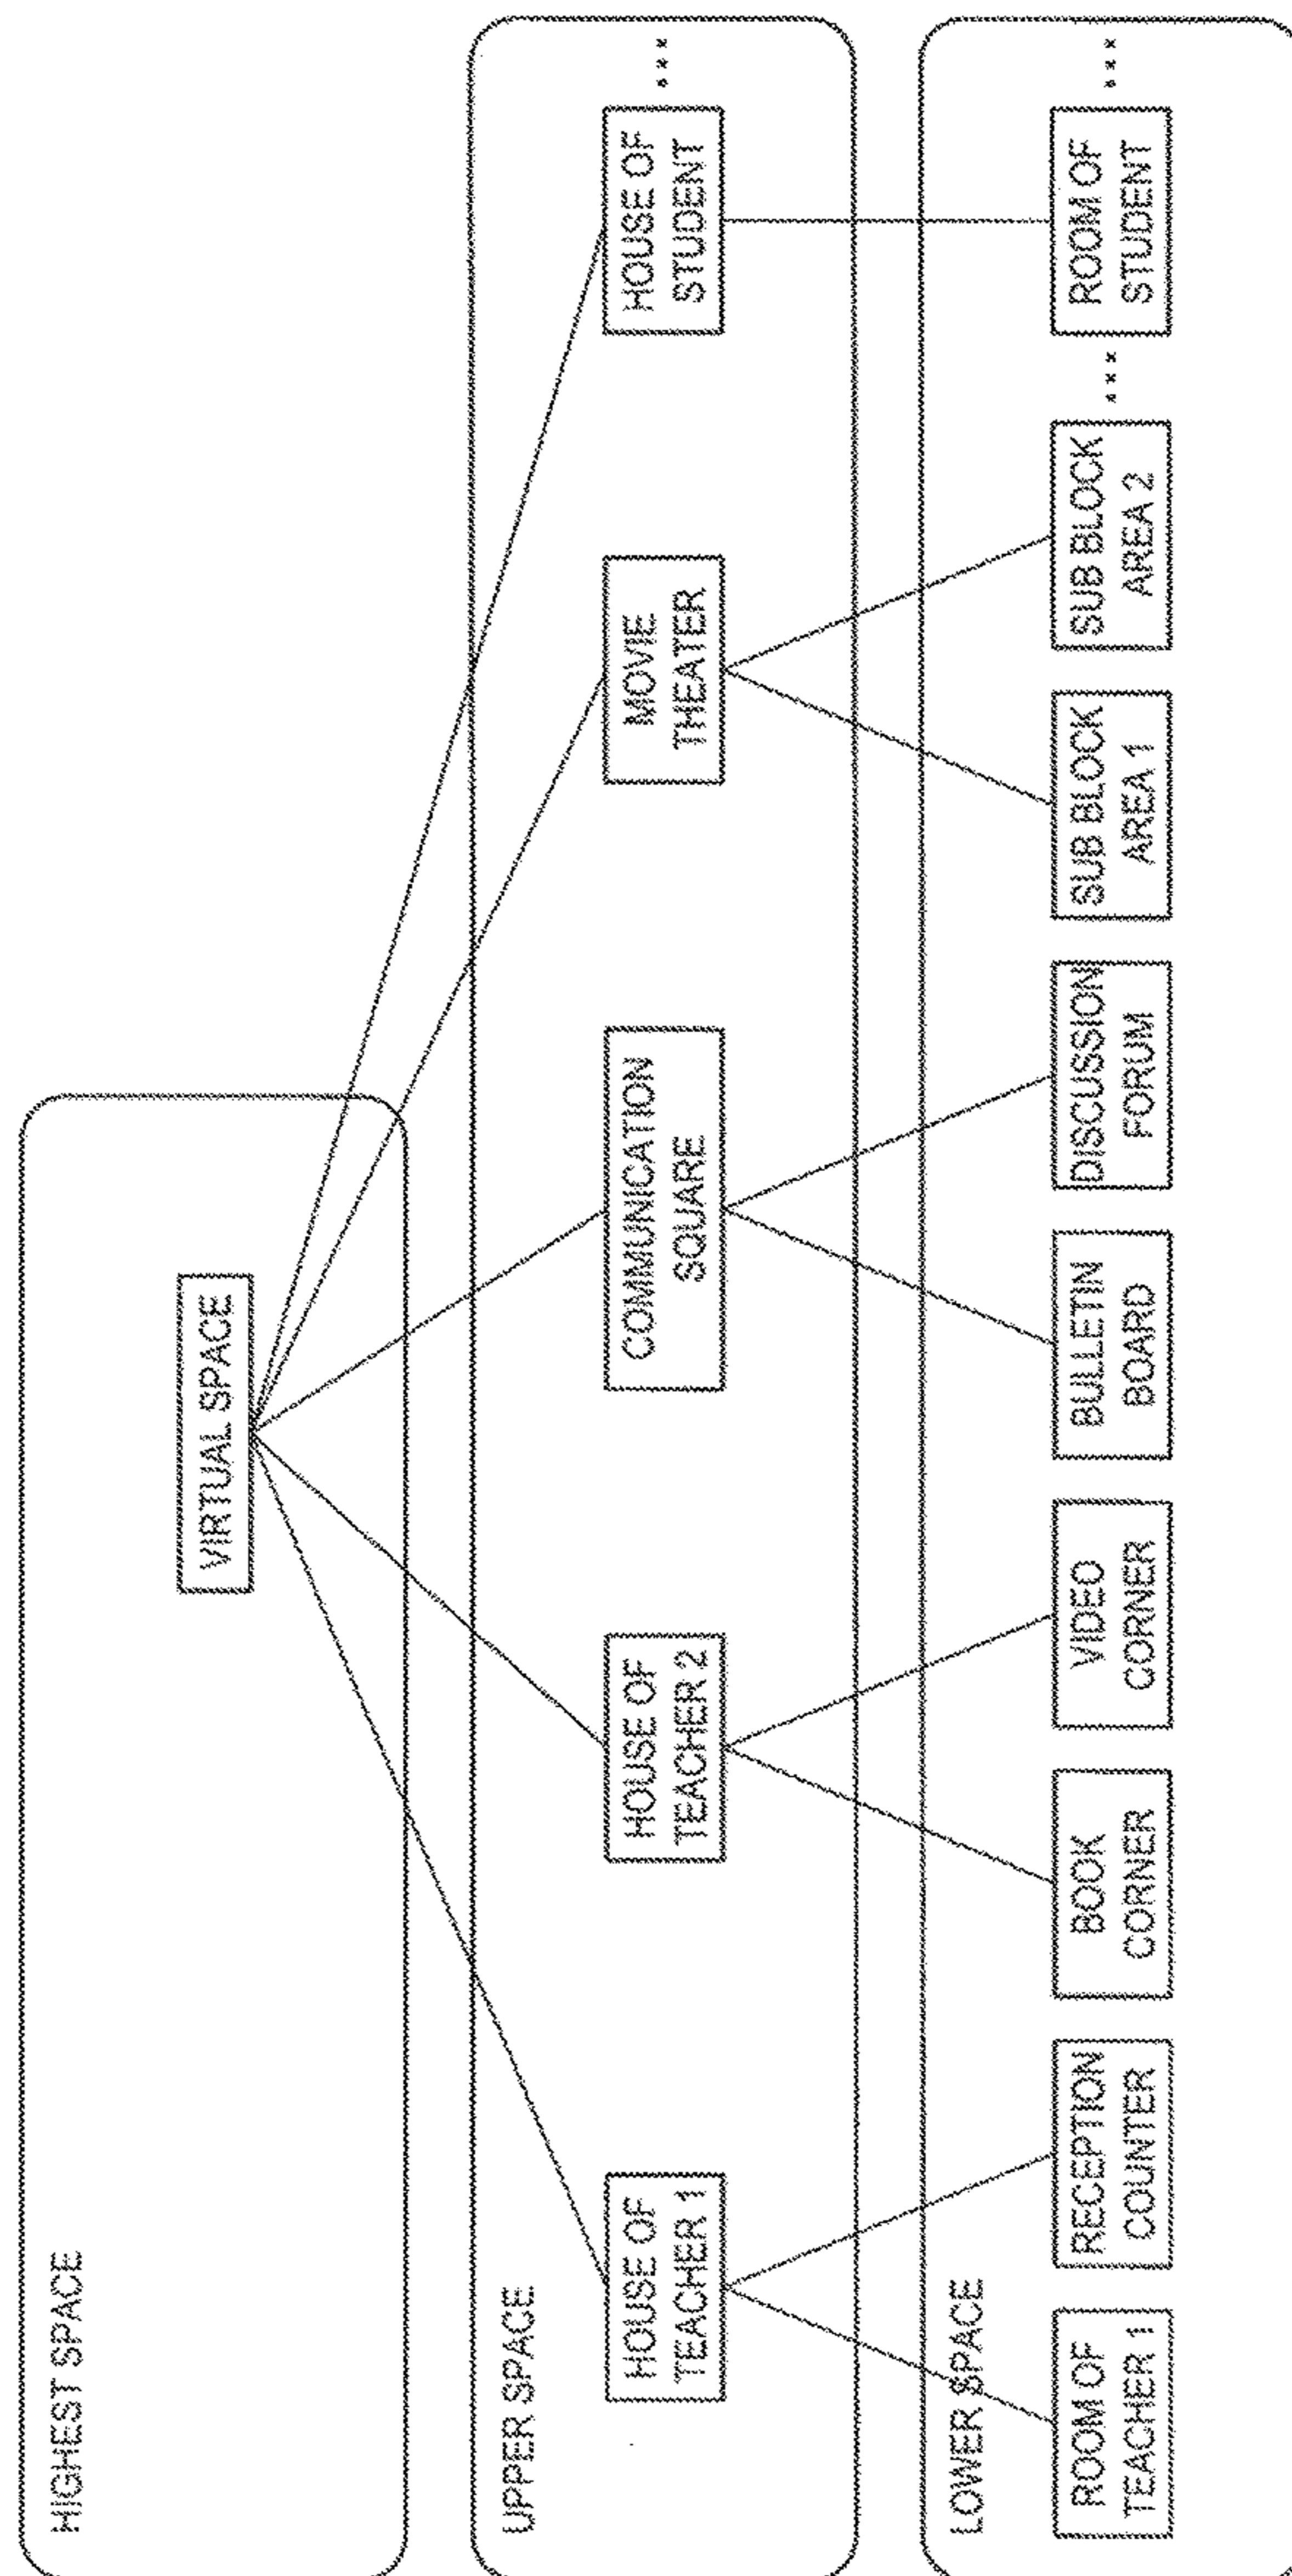 HIGHEST SPACE
VIRTUAL SPACE
UPPER SPACE
HOUSE OF
TEACHER 1
HOUSE OF
TEACHER 2
COMMUNICATION
SQUARE
MOVIE
THEATER
HOUSE OF
STUDENT
...
LOWER SPACE
ROOM OF
TEACHER 1
RECEPTION
COUNTER
BOOK
CORNER
VIDEO
CORNER
BULLETIN
BOARD
DISCUSSION
FORUM
SUB BLOCK
AREA 1
SUB BLOCK
AREA 2
...
ROOM OF
STUDENT
...